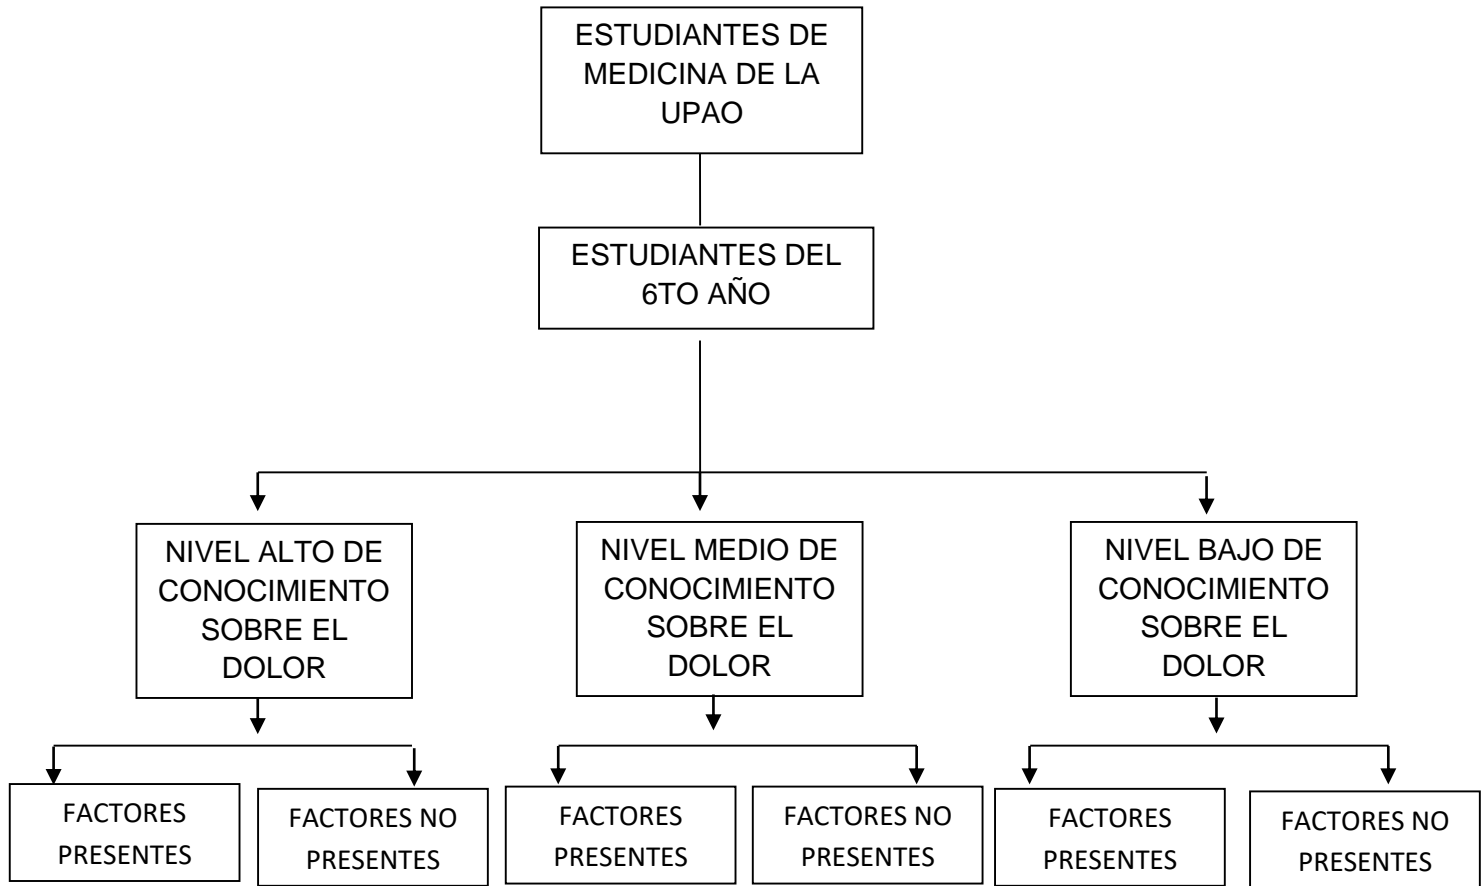 ESTUDIANTES DE
MEDICINA DE LA
UPAO
ESTUDIANTES DEL
6TO AÑO
NIVEL ALTO DE
CONOCIMIENTO
SOBRE EL
DOLOR
NIVEL MEDIO DE
CONOCIMIENTO
SOBRE EL
DOLOR
NIVEL BAJO DE
CONOCIMIENTO
SOBRE EL
DOLOR
FACTORES
PRESENTES
FACTORES NO
PRESENTES
FACTORES
PRESENTES
FACTORES NO
PRESENTES
FACTORES
PRESENTES
FACTORES NO
PRESENTES